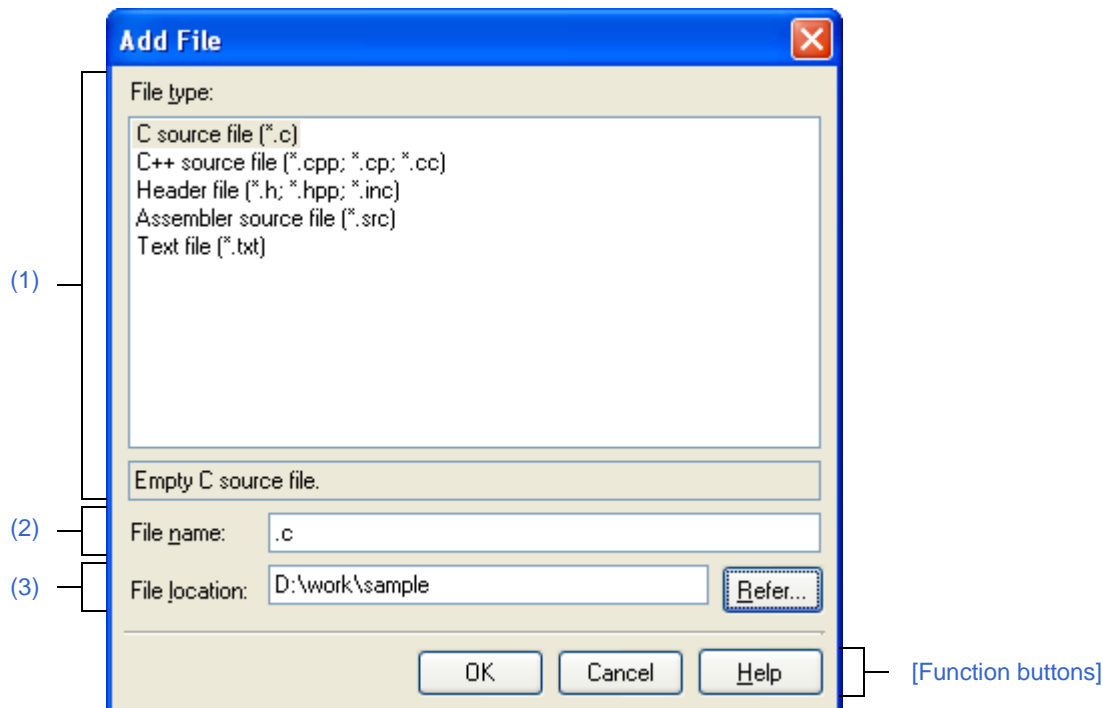 Add File
File type:
C source file (*.c)
C++ source file (*.cpp; *.cp; *.cc)
Header file (*.h; *.hpp; *.inc)
Assembler source file (*.src)
Text file (*.txt)
(1)
Empty C source file.
(2)
File name:
.c
(3)
File location:
D:\work\sample
Refer...
OK
Cancel
Help
[Function buttons]